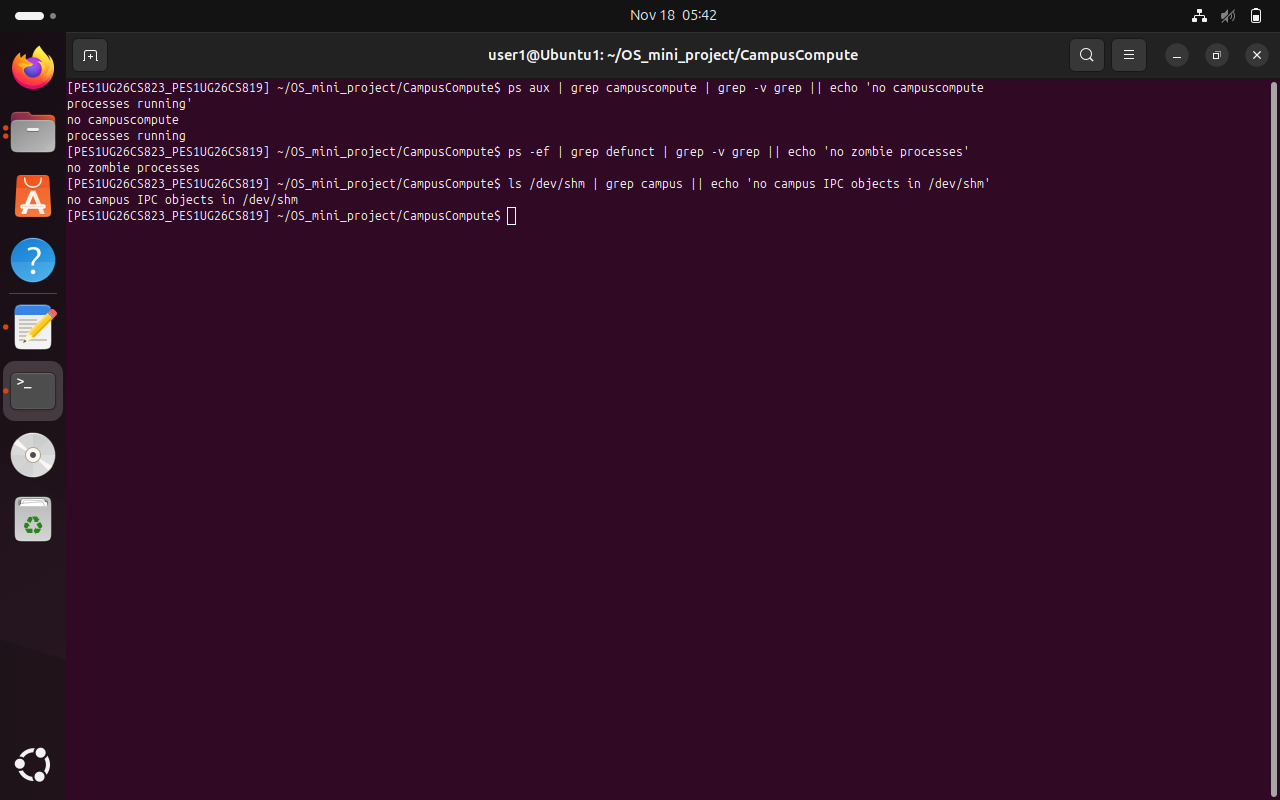 Nov 18 05:42
user1@Ubuntu1: ~/OS_mini_project/CampusCompute
[PES1UG26CS823_PES1UG26CS819] ~/OS_mini_project/CampusCompute$ ps aux | grep campuscompute | grep -v grep || echo 'no campuscompute
processes running'
no campuscompute
processes running
[PES1UG26CS823_PES1UG26CS819] ~/OS_mini_project/CampusCompute$ ps -ef | grep defunct | grep -v grep || echo 'no zombie processes'
no zombie processes
[PES1UG26CS823_PES1UG26CS819] ~/OS_mini_project/CampusCompute$ ls /dev/shm | grep campus || echo 'no campus IPC objects in /dev/shm'
no campus IPC objects in /dev/shm
[PES1UG26CS823_PES1UG26CS819] ~/OS_mini_project/CampusCompute$